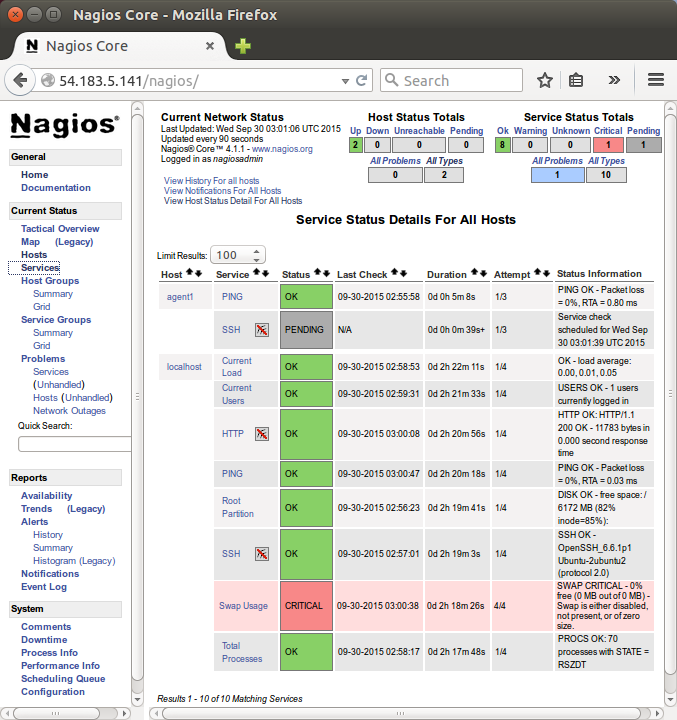 Nagios Core - Mozilla Firefox
Nagios Core
54.183.5.141/nagios/
Search
Nagios®
General
Home
Documentation
Current Status
Tactical Overview
Map (Legacy)
Hosts
Services
Host Groups
Summary
Grid
Service Groups
Summary
Grid
Problems
Services
(Unhandled)
Hosts (Unhandled)
Network Outages
Quick Search:
Reports
Availability
Trends (Legacy)
Alerts
History
Summary
Histogram (Legacy)
Notifications
Event Log
System
Comments
Downtime
Process Info
Performance Info
Scheduling Queue
Configuration
Current Network Status
Last Updated: Wed Sep 30 03:01:06 UTC 2015
Updated every 90 seconds
Nagios® Core™ 4.1.1 - www.nagios.org
Logged in as nagiosadmin
View History For all hosts
View Notifications For All Hosts
View Host Status Detail For All Hosts
Host Status Totals
Up Down Unreachable Pending
2 0 0 0
All Problems All Types
0 2
Service Status Totals
Ok Warning Unknown Critical Pending
8 0 0 1 1
All Problems All Types
1 10
Service Status Details For All Hosts
Limit Results: 100
Host Service Status Last Check Duration Attempt Status Information
agent1 PING OK 09-30-2015 02:55:58 0d 0h 5m 8s 1/3 PING OK - Packet loss
= 0%, RTA = 0.80 ms
SSH PENDING N/A 0d 0h 0m 39s+ 1/3 Service check
scheduled for Wed Sep
30 03:01:39 UTC 2015
localhost Current
Load OK 09-30-2015 02:58:53 0d 2h 22m 11s 1/4 OK - load average:
0.00, 0.01, 0.05
Current
Users OK 09-30-2015 02:59:31 0d 2h 21m 33s 1/4 USERS OK - 1 users
currently logged in
HTTP OK 09-30-2015 03:00:08 0d 2h 20m 56s 1/4 HTTP OK: HTTP/1.1
200 OK - 11783 bytes in
0.000 second response
time
PING OK 09-30-2015 03:00:47 0d 2h 20m 18s 1/4 PING OK - Packet loss
= 0%, RTA = 0.03 ms
Root
Partition OK 09-30-2015 02:56:23 0d 2h 19m 41s 1/4 DISK OK - free space: /
6172 MB (82%
inode=85%):
SSH OK 09-30-2015 02:57:01 0d 2h 19m 3s 1/4 SSH OK -
OpenSSH_6.6.1p1
Ubuntu-2ubuntu2
(protocol 2.0)
Swap Usage CRITICAL 09-30-2015 03:00:38 0d 2h 18m 26s 4/4 SWAP CRITICAL - 0%
free (0 MB out of 0 MB) -
Swap is either disabled,
not present, or of zero
size.
Total
Processes OK 09-30-2015 02:58:17 0d 2h 17m 48s 1/4 PROCS OK: 70
processes with STATE =
RSZDT
Results 1 - 10 of 10 Matching Services